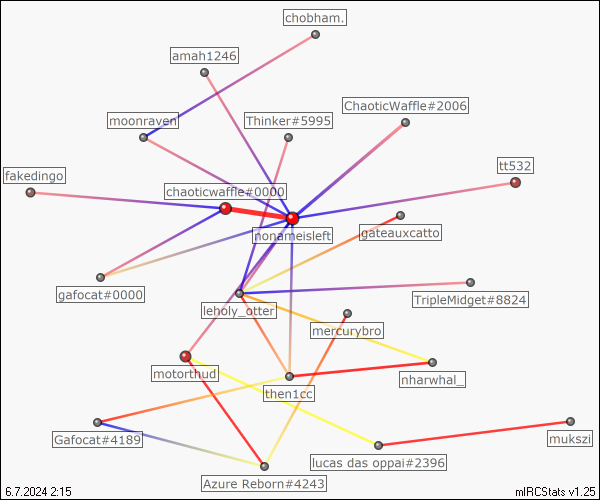 chobham.
amah1246
moonraven
Thinker#5995
ChaoticWaffle#2006
tt532
fakedingo
chaoticwaffle#0000
nonameisleft
gateauxcatto
gafocat#0000
leholy_otter
TripleMidget#8824
mercurybro
motorthud
then1cc
nharwhal_
Gafocat#4189
mukszi
lucas das oppai#2396
Azure Reborn#4243
6.7.2024 2:15
mIRCStats v1.25